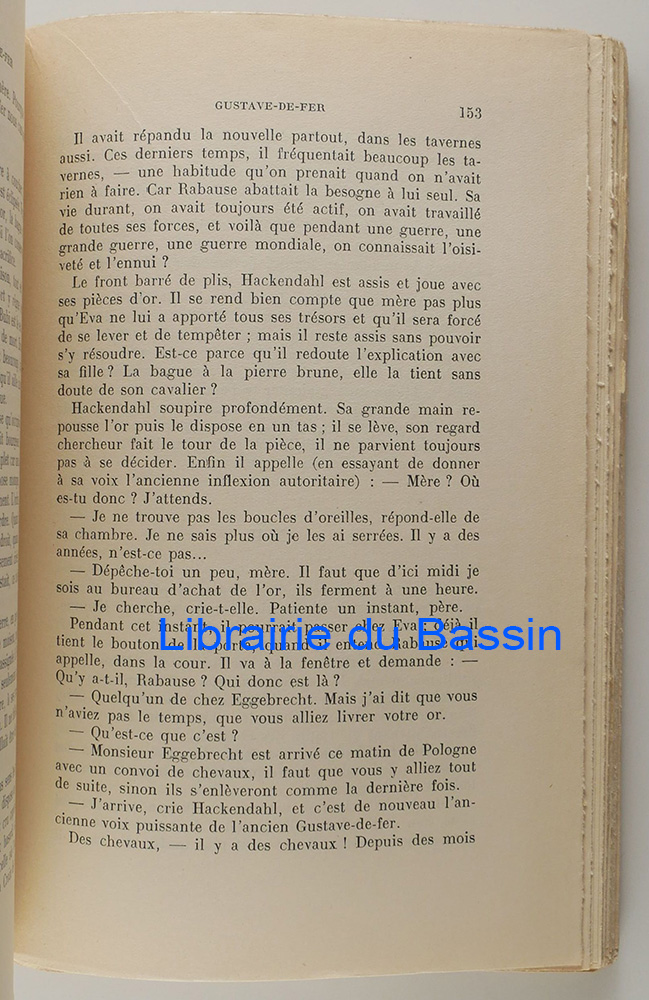 GUSTAVE-DE-FER
153
Il avait répandu la nouvelle partout, dans les tavernes
aussi. Ces derniers temps, il fréquentait beaucoup les ta-
vernes, — une habitude qu'on prenait quand on n'avait
rien à faire. Car Rabause abattait la besogne à lui seul. Sa
vie durant, on avait toujours été actif, on avait travaillé
de toutes ses forces, et voilà que pendant une guerre, une
grande guerre, une guerre mondiale, on connaissait l'oisi-
veté et l'ennui ?
Le front barré de plis, Hackendahl est assis et joue avec
ses pièces d'or. Il se rend bien compte que mère pas plus
qu'Eva ne lui a apporté tous ses trésors et qu'il sera forcé
de se lever et de tempêter ; mais il reste assis sans pouvoir
s'y résoudre. Est-ce parce qu'il redoute l'explication avec
sa fille ? La bague à la pierre brune, elle la tient sans
doute de son cavalier ?
Hackendahl soupire profondément. Sa grande main re-
pousse l'or puis le dispose en un tas ; il se lève, son regard
chercheur fait le tour de la pièce, il ne parvient toujours
pas à se décider. Enfin il appelle (en essayant de donner
à sa voix l'ancienne inflexion autoritaire) : — Mère ? Où
es-tu donc ? J'attends.
— Je ne trouve pas les boucles d'oreilles, répond-elle de
sa chambre. Je ne sais plus où je les ai serrées. Il y a des
années, n'est-ce pas...
— Dépêche-toi un peu, mère. Il faut que d'ici midi je
sois au bureau d'achat de l'or, ils ferment à une heure.
— Je cherche, crie-t-elle. Patiente un instant, père.
Pendant cet instant, il pourrait passer chez Eva ; déjà il
tient le bouton de la porte, quand il entend Rabause qui
appelle, dans la cour. Il va à la fenêtre et demande : —
Qu'y a-t-il, Rabause ? Qui donc est là ?
— Quelqu'un de chez Eggebrecht. Mais j'ai dit que vous
n'aviez pas le temps, que vous alliez livrer votre or.
— Qu'est-ce que c'est ?
— Monsieur Eggebrecht est arrivé ce matin de Pologne
avec un convoi de chevaux, il faut que vous y alliez tout
de suite, sinon ils s'enlèveront comme la dernière fois.
— J'arrive, crie Hackendahl, et c'est de nouveau l'an-
cienne voix puissante de l'ancien Gustave-de-fer.
Des chevaux, — il y a des chevaux ! Depuis des mois
Librairie du Bassin